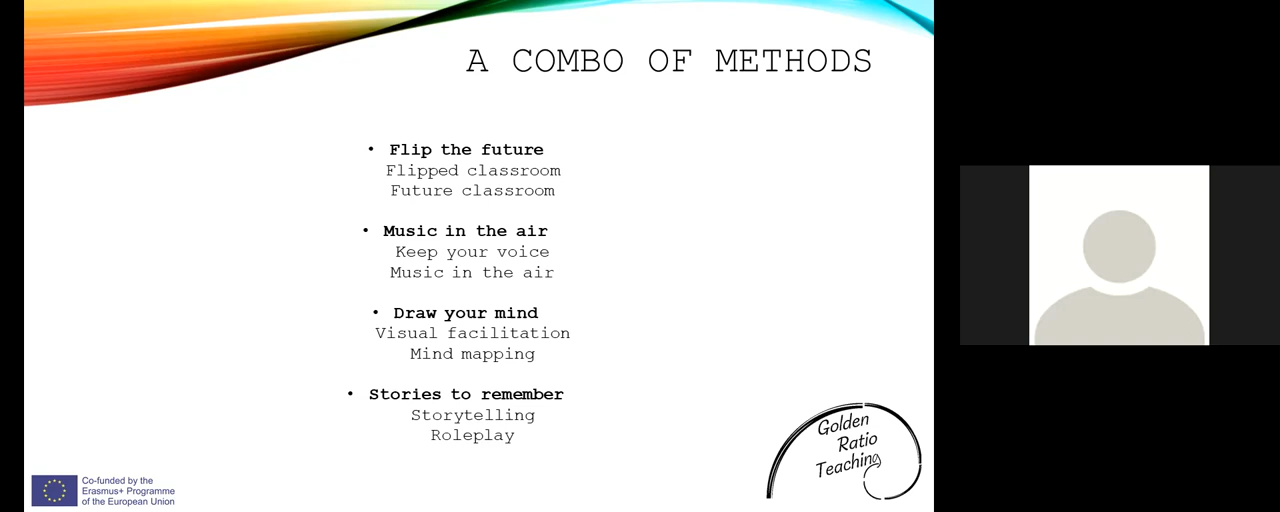 A COMBO OF METHODS
• Flip the future
Flipped classroom
Future classroom
• Music in the air
Keep your voice
Music in the air
• Draw your mind
Visual facilitation
Mind mapping
• Stories to remember
Storytelling
Roleplay
Golden
Ratio
Teaching
Co-funded by the
Erasmus+ Programme
of the European Union